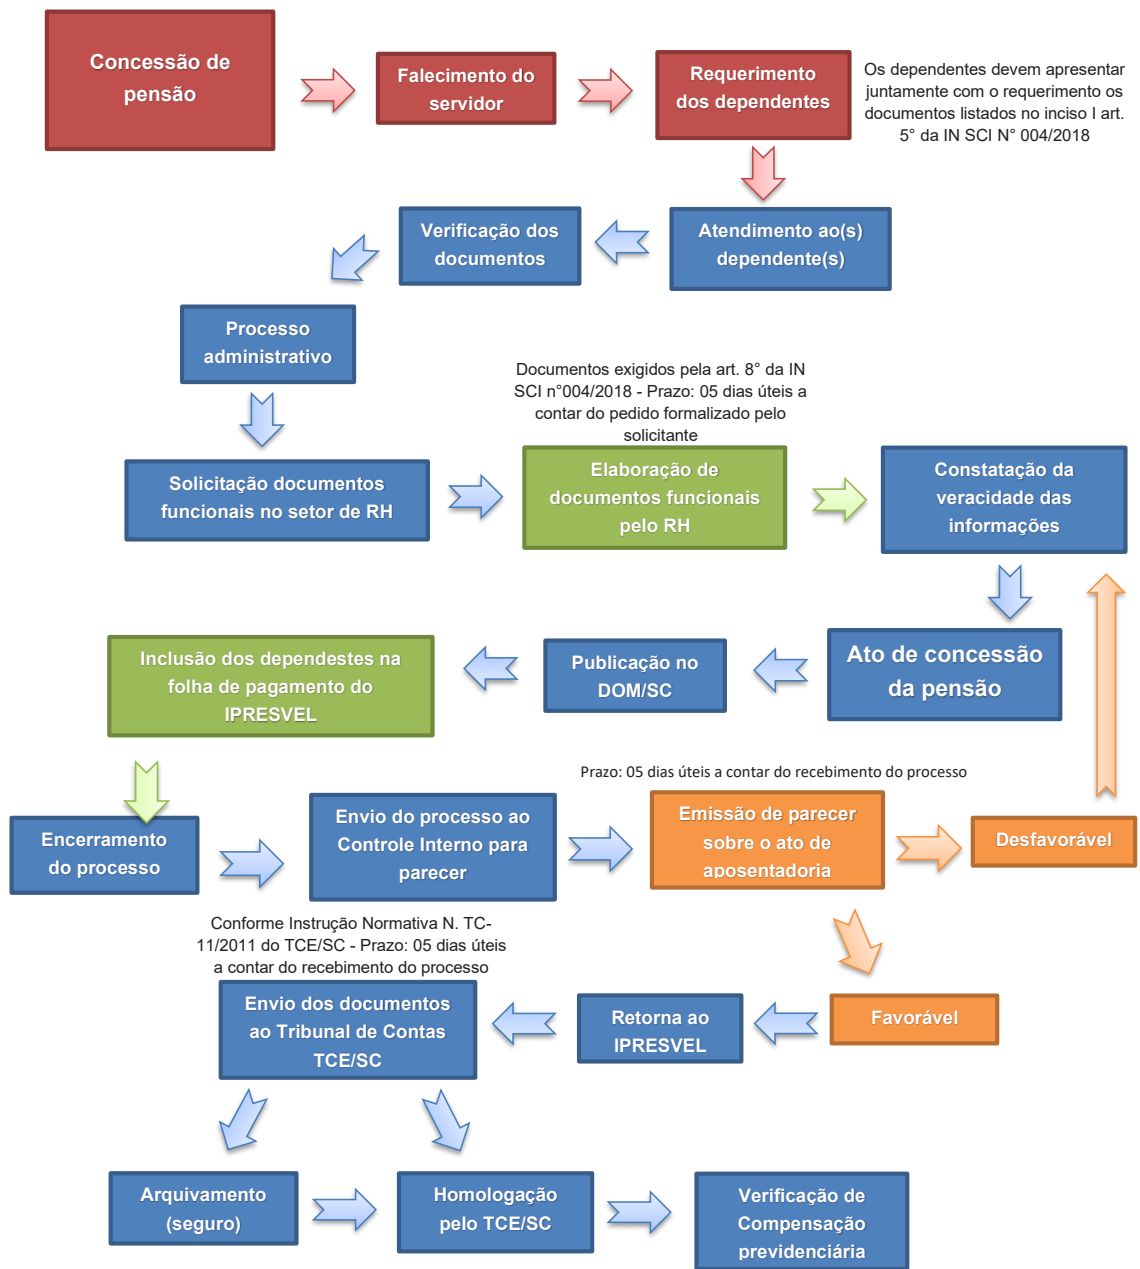 Concessão de
pensão
Falecimento do
servidor
Requerimento
dos dependentes
Os dependentes devem apresentar
juntamente com o requerimento os
documentos listados no inciso I art.
5° da IN SCI N° 004/2018
Verificação dos
documentos
Atendimento ao(s)
dependente(s)
Processo
administrativo
Documentos exigidos pela art. 8° da IN
SCI n°004/2018 - Prazo: 05 dias úteis a
contar do pedido formalizado pelo
solicitante
Solicitação documentos
funcionais no setor de RH
Elaboração de
documentos funcionais
pelo RH
Constatação da
veracidade das
informações
Inclusão dos dependestes na
folha de pagamento do
IPRESVEL
Publicação no
DOM/SC
Ato de concessão
da pensão
Prazo: 05 dias úteis a contar do recebimento do processo
Encerramento
do processo
Envio do processo ao
Controle Interno para
parecer
Emissão de parecer
sobre o ato de
aposentadoria
Desfavorável
Conforme Instrução Normativa N. TC-
11/2011 do TCE/SC - Prazo: 05 dias úteis
a contar do recebimento do processo
Envio dos documentos
ao Tribunal de Contas
TCE/SC
Retorna ao
IPRESVEL
Favorável
Arquivamento
(seguro)
Homologação
pelo TCE/SC
Verificação de
Compensação
previdenciária